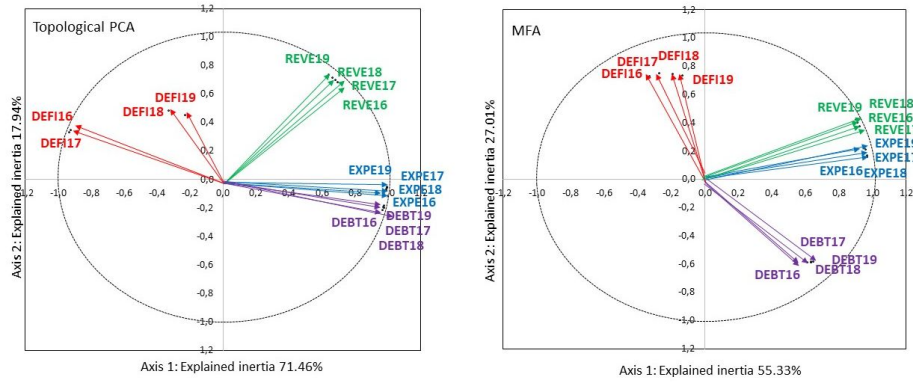 Topological PCA
1,2
1,0
0,8
0,6
0,4
0,2
0,0
-0,2
-0,4
-0,6
-0,8
-1,0
1,2
1,2 -1,0 -0,8 -0,6 -0,4 -0,2 0,0 0,2 0,4 0,6 0,8 1,0 1,2
REVE19
REVE18
REVE17
REVE16
DEFI19
DEFI18
DEFI16
DEFI17
EXPE19
EXPE17
EXPE18
EXPE16
DEBT16
DEBT19
DEBT17
DEBT18
Axis 2: Explained inertia 17.94%
Axis 1: Explained inertia 71.46%
MFA
1,2
1,0
0,8
0,6
0,4
0,2
0,0
-0,2
-0,4
-0,6
-0,8
-1,0
1,2
1,2 -1,0 -0,8 -0,6 -0,4 -0,2 0,0 0,2 0,4 0,6 0,8 1,0 1,2
DEFI17
DEFI18
DEFI16
DEFI19
REVE19
REVE18
REVE16
REVE17
EXPE19
EXPE17
EXPE16
EXPE18
DEBT17
DEBT19
DEBT16
DEBT18
Axis 2: Explained inertia 27.01%
Axis 1: Explained inertia 55.33%